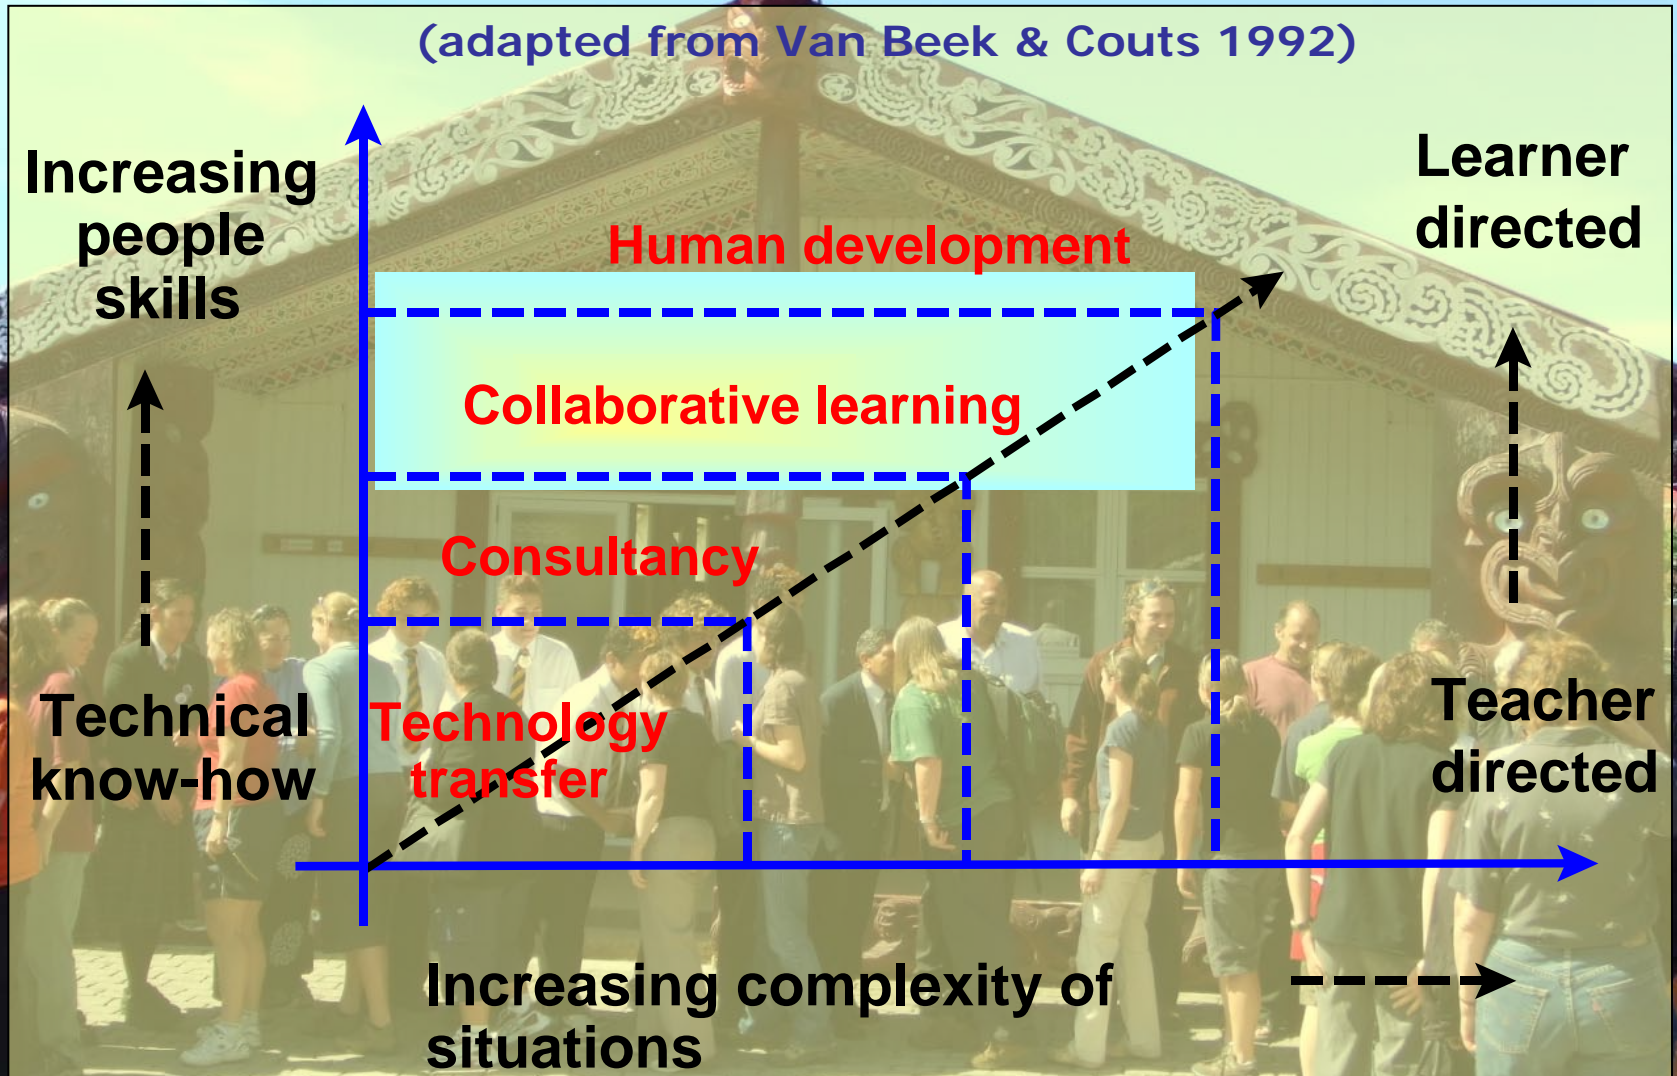 (adapted from Van Beek & Couts 1992)
Increasing
people
skills
Learner
directed
Human development
Collaborative learning
Consultancy
Technical
know-how
Technology
transfer
Teacher
directed
Increasing complexity of
situations